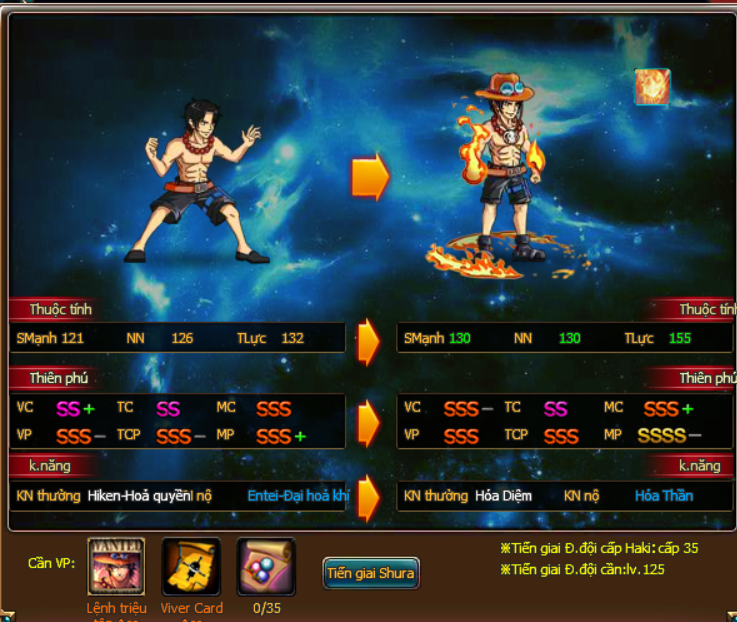 Thuộc tính Thuộc tính
SMạnh 121 NN 126 TLực 132 SMạnh 130 NN 130 TLực 155
Thiên phú Thiên phú
VC SS+ TC SS MC SSS VC SSS− TC SS MC SSS+
VP SSS− TCP SSS− MP SSS+ VP SSS TCP SSS MP SSSS−
k.năng k.năng
KN thường Hiken-Hoả quyền nộ Entei-Đại hoả khí KN thường Hỏa Diệm KN nộ Hỏa Thần
WANTED
Cần VP: Tiến giai Shura
※Tiến giai Đ.đội cấp Haki:cấp 35
※Tiến giai Đ.đội cần:lv.125
Lệnh triệu Viver Card 0/35